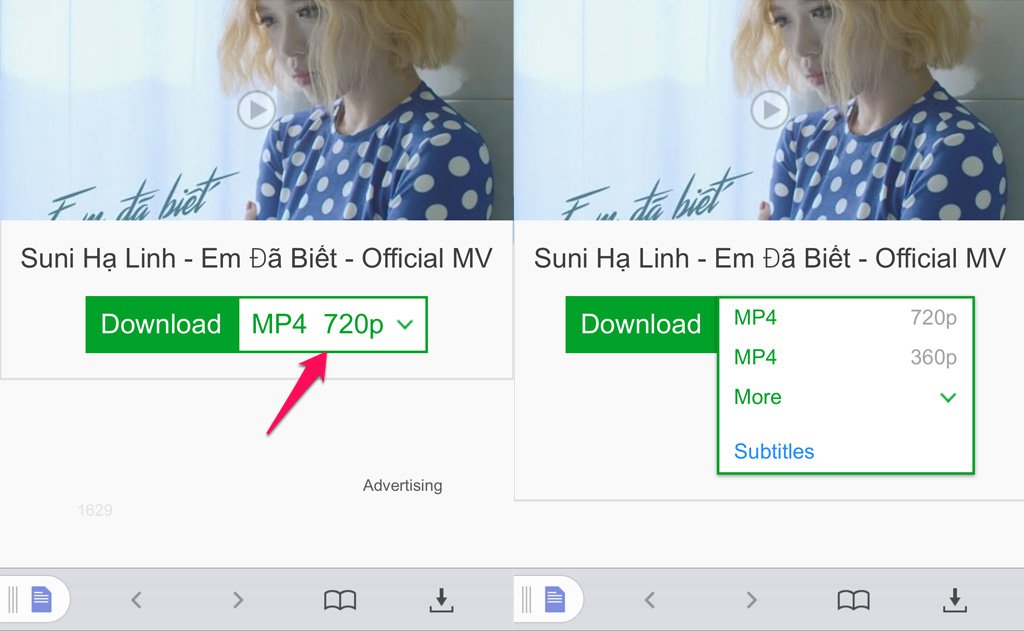 Em đã biết
Suni Hạ Linh - Em Đã Biết - Official MV
Download MP4 720p
Advertising
1629
Em đã biết
Suni Hạ Linh - Em Đã Biết - Official MV
Download
MP4 720p
MP4 360p
More
Subtitles